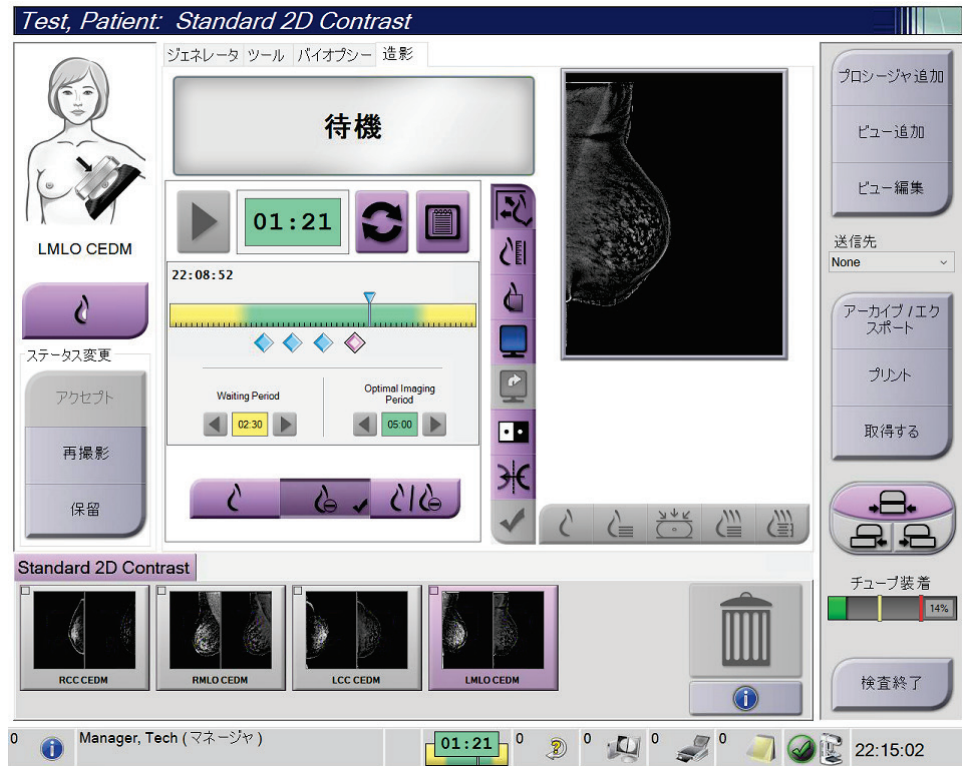 Test, Patient: Standard 2D Contrast
ジェネレータ ツール バイオプシー 造影
待機
01:21
22:08:52
Waiting Period
Optimal Imaging
Period
02:30
05:00
LMLO CEDM
ステータス変更
アクセプト
再撮影
保留
プロシージャ追加
ビュー追加
ビュー編集
送信先
None
アーカイブ / エク
スポート
プリント
取得する
チューブ装着
14%
検査終了
Standard 2D Contrast
RCC CEDM
RMLO CEDM
LCC CEDM
LMLO CEDM
0
Manager, Tech ( マネージャ )
01:21
0
0
0
0
22:15:02